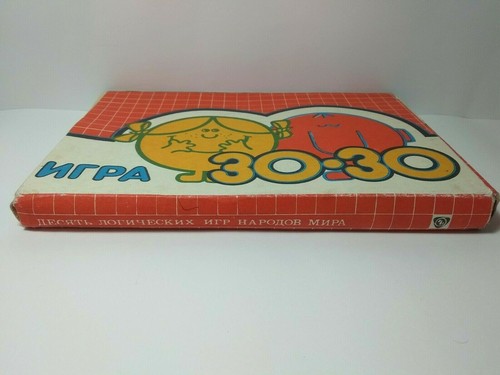 ИГРА
30·30
ДЕСЯТЬ ЛОГИЧЕСКИХ ИГР НАРОДОВ МИРА